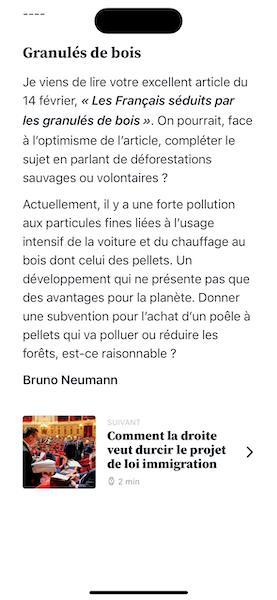 ----
Granulés de bois
Je viens de lire votre excellent article du
14 février, « Les Français séduits par
les granulés de bois ». On pourrait, face
à l’optimisme de l’article, compléter le
sujet en parlant de déforestations
sauvages ou volontaires ?
Actuellement, il y a une forte pollution
aux particules fines liées à l’usage
intensif de la voiture et du chauffage au
bois dont celui des pellets. Un
développement qui ne présente pas que
des avantages pour la planète. Donner
une subvention pour l’achat d’un poêle à
pellets qui va polluer ou réduire les
forêts, est-ce raisonnable ?
Bruno Neumann
SUIVANT
Comment la droite
veut durcir le projet
de loi immigration
2 min